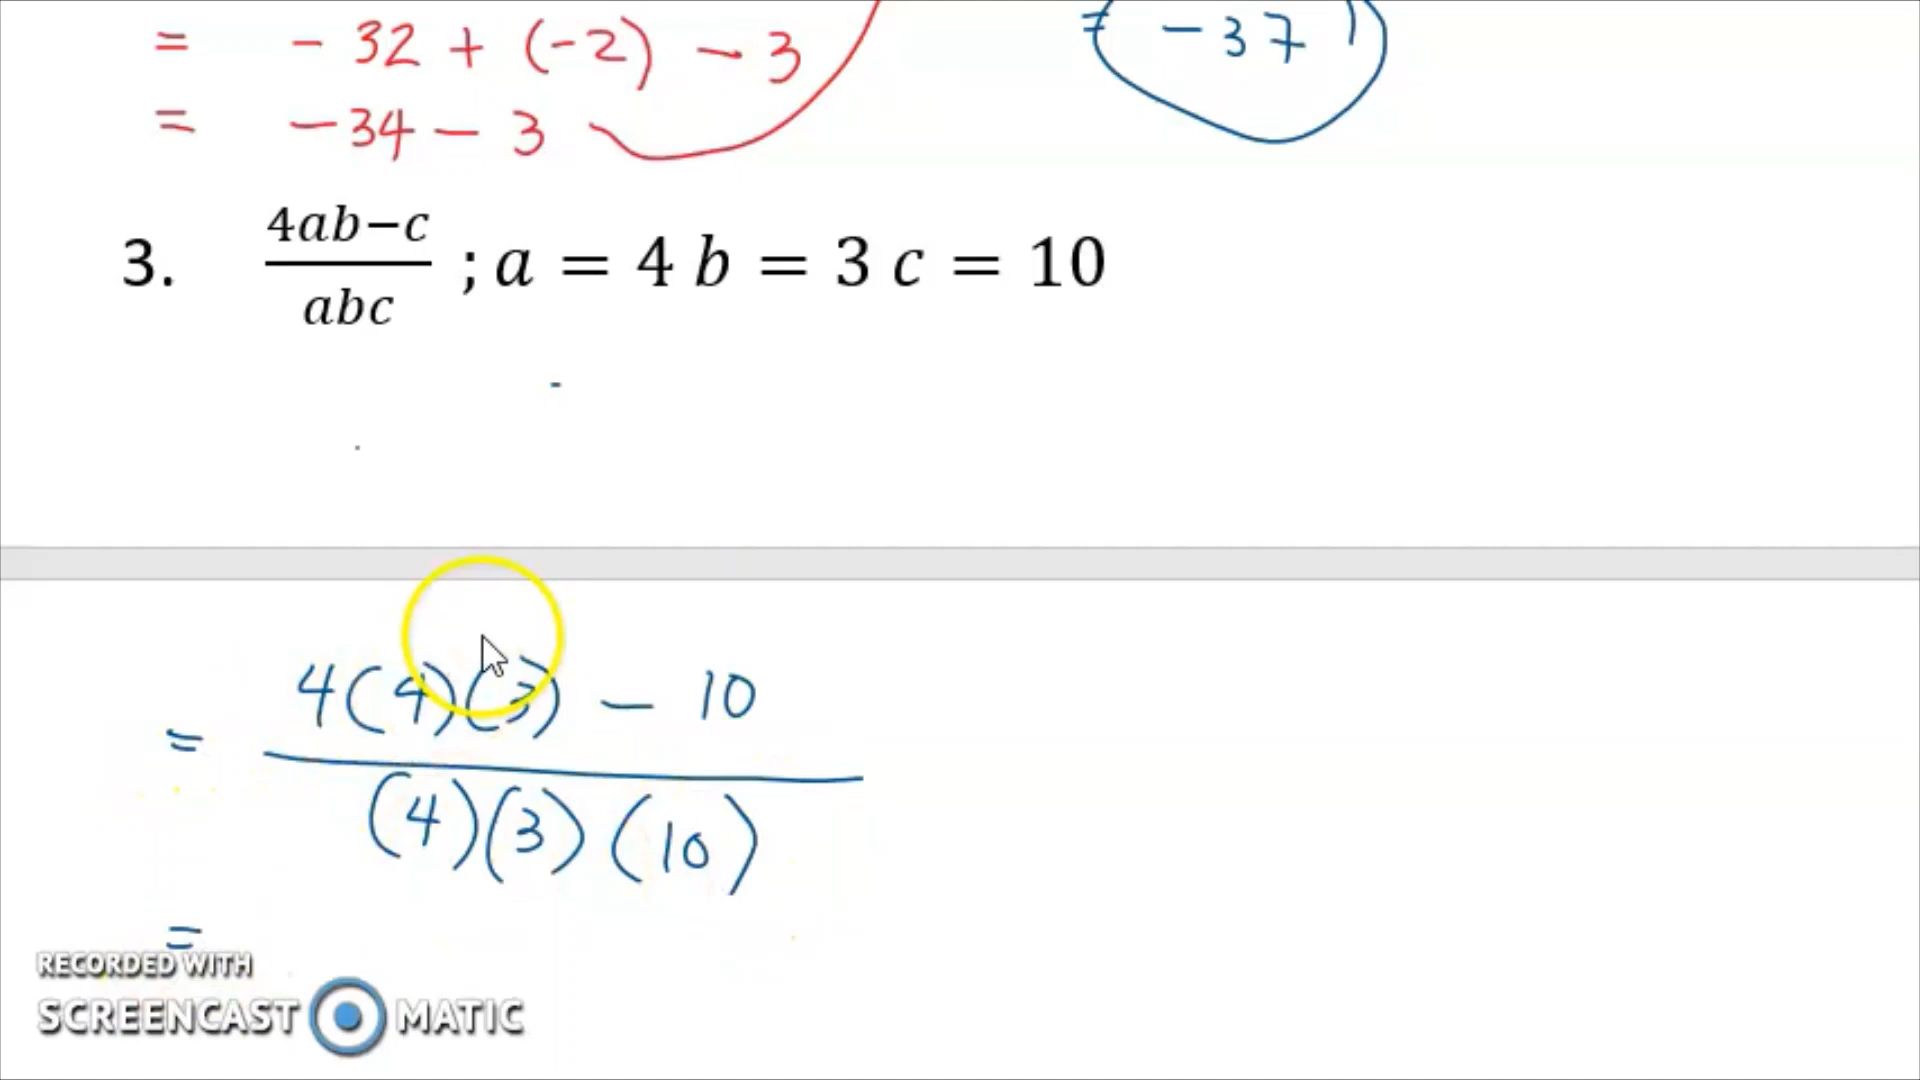 = - 32 + (-2) - 3
= - 37
= -34 - 3
3. 4ab−c / abc ; a = 4 b = 3 c = 10
= 4(4)(3) - 10 / (4)(3)(10)
=
RECORDED WITH
SCREENCAST MATIC